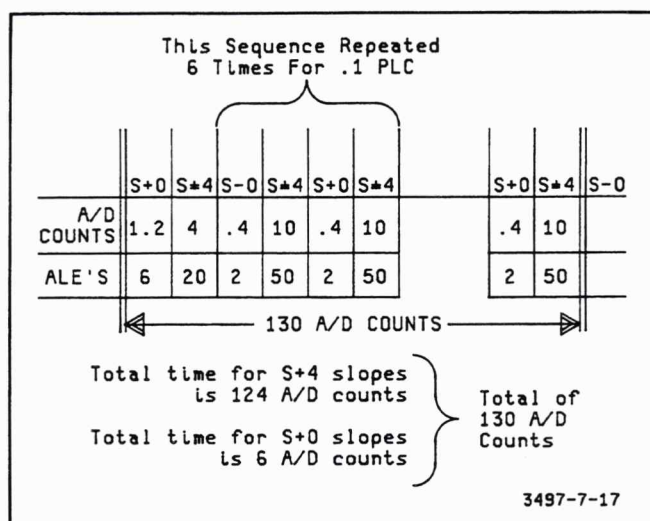 This Sequence Repeated
6 Times For .1 PLC
S+0 S±4 S-0 S±4 S+0 S±4 S+0 S±4 S-0
A/D COUNTS 1.2 4 .4 10 .4 10 .4 10
ALE'S 6 20 2 50 2 50 2 50
130 A/D COUNTS
Total time for S+4 slopes
is 124 A/D counts
Total time for S+0 slopes
is 6 A/D counts
Total of
130 A/D
Counts
3497-7-17